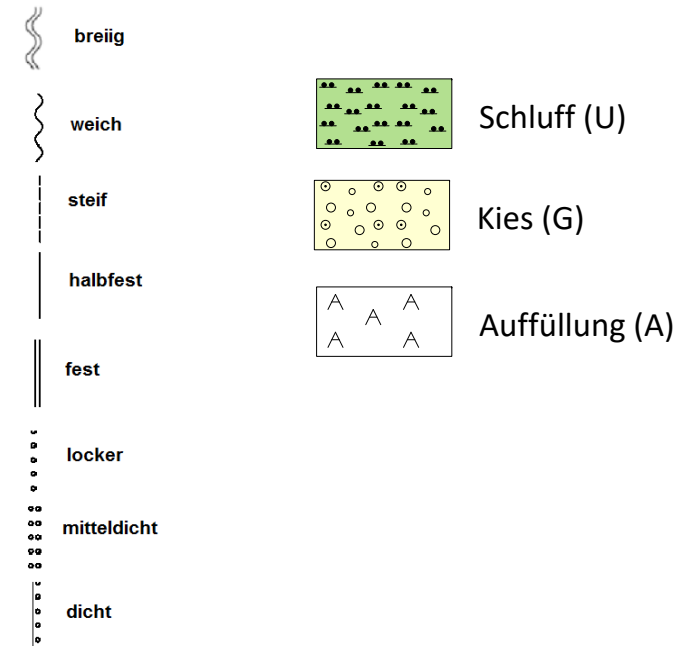 breiig
weich
steif
halbfest
fest
locker
mitteldicht
dicht
Schluff (U)
Kies (G)
A A
A
A A
Auffüllung (A)